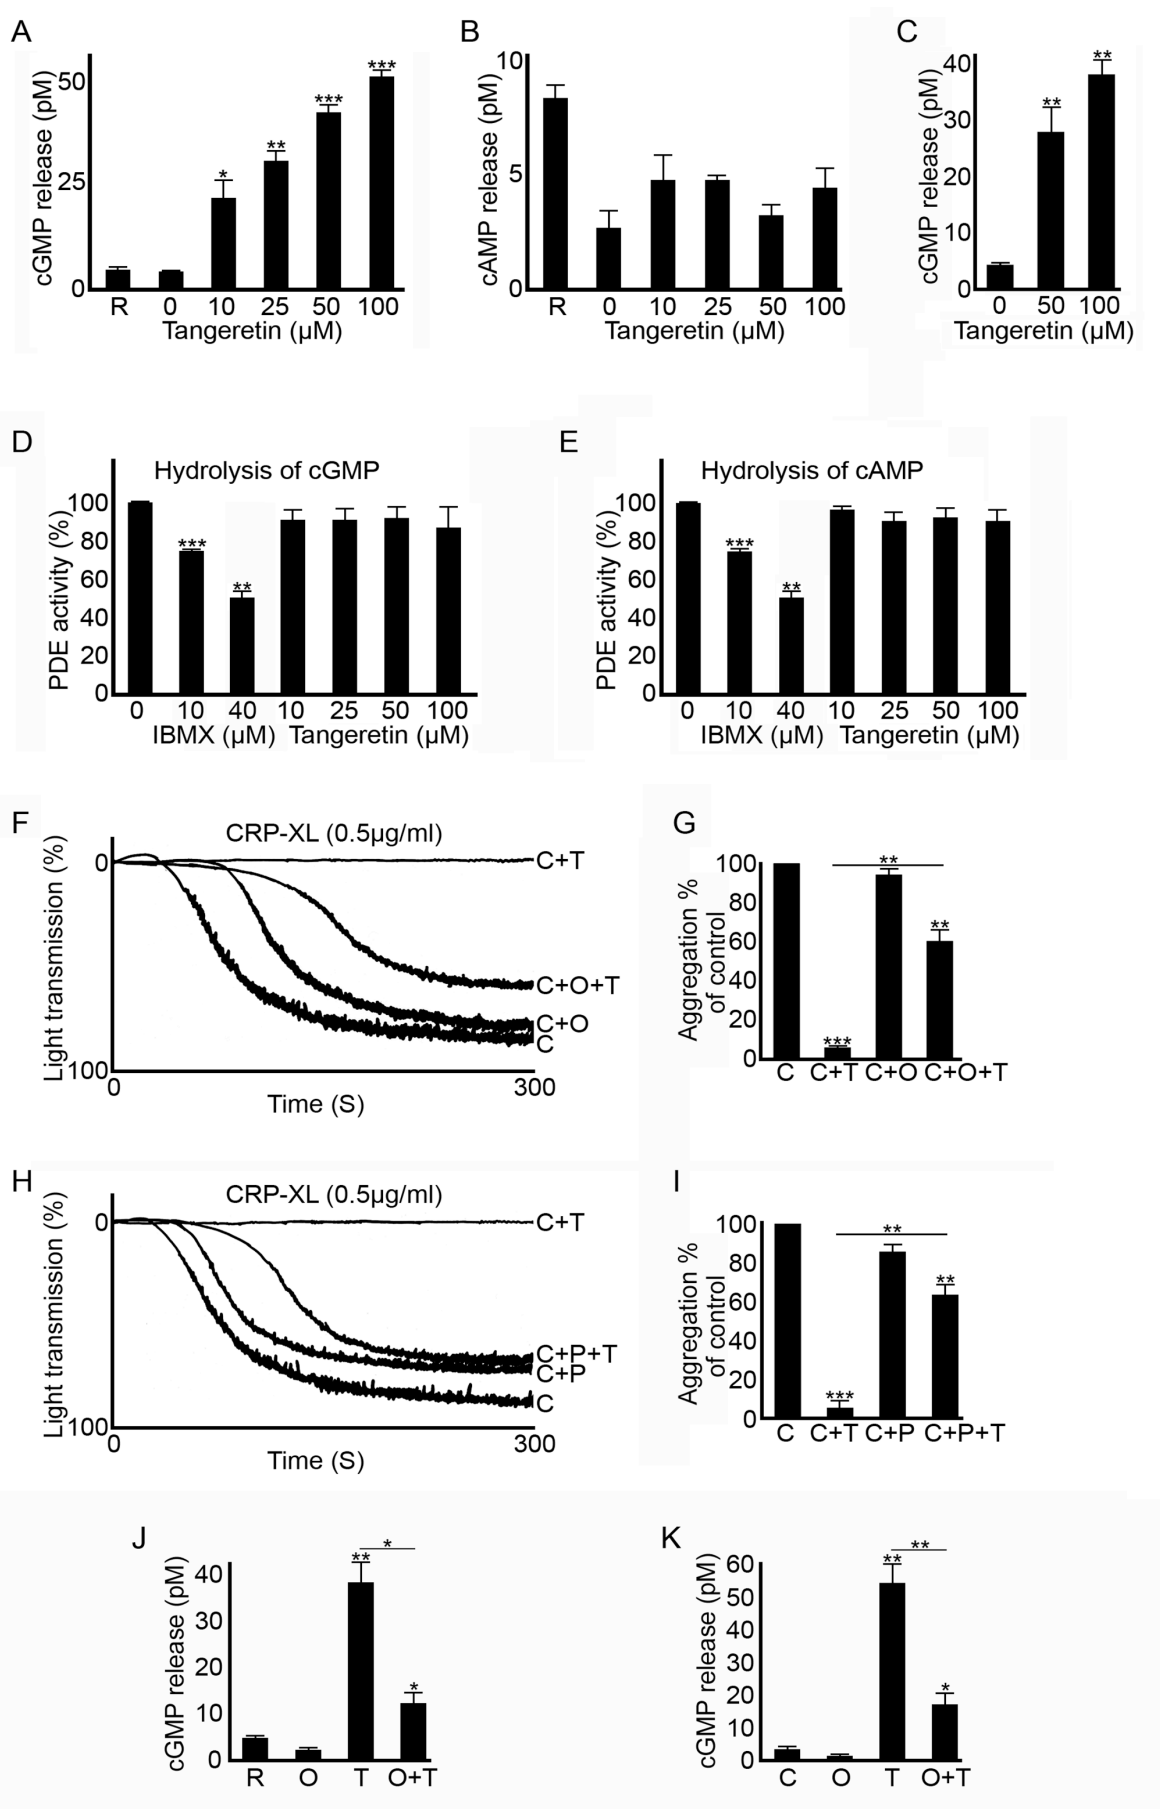 A
cGMP release (pM)
50
25
0
***
***
**
*
R 0 10 25 50 100
Tangeretin (µM)
B
cAMP release (pM)
10
5
0
R 0 10 25 50 100
Tangeretin (µM)
C
cGMP release (pM)
40
30
20
10
0
**
**
0 50 100
Tangeretin (µM)
D
Hydrolysis of cGMP
PDE activity (%)
100
80
60
40
20
0
***
**
0 10 40 10 25 50 100
IBMX (µM) Tangeretin (µM)
E
Hydrolysis of cAMP
PDE activity (%)
100
80
60
40
20
0
***
**
0 10 40 10 25 50 100
IBMX (µM) Tangeretin (µM)
F
CRP-XL (0.5µg/ml)
Light transmission (%)
0
100
C+T
C+O+T
C+O
C
0 300
Time (S)
G
Aggregation %
of control
100
80
60
40
20
0
**
**
***
C C+T C+O C+O+T
H
CRP-XL (0.5µg/ml)
Light transmission (%)
0
100
C+T
C+P+T
C+P
C
0 300
Time (S)
I
Aggregation %
of control
100
80
60
40
20
0
**
**
***
C C+T C+P C+P+T
J
cGMP release (pM)
40
30
20
10
0
*
**
*
R O T O+T
K
cGMP release (pM)
60
50
40
30
20
10
0
**
**
*
C O T O+T